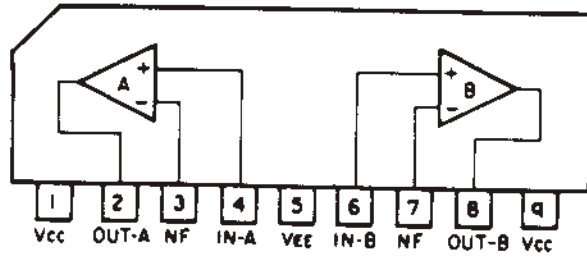 A + −
+ − B
1 2 3 4 5 6 7 8 9
Vcc OUT-A NF IN-A VEE IN-B NF OUT-B Vcc